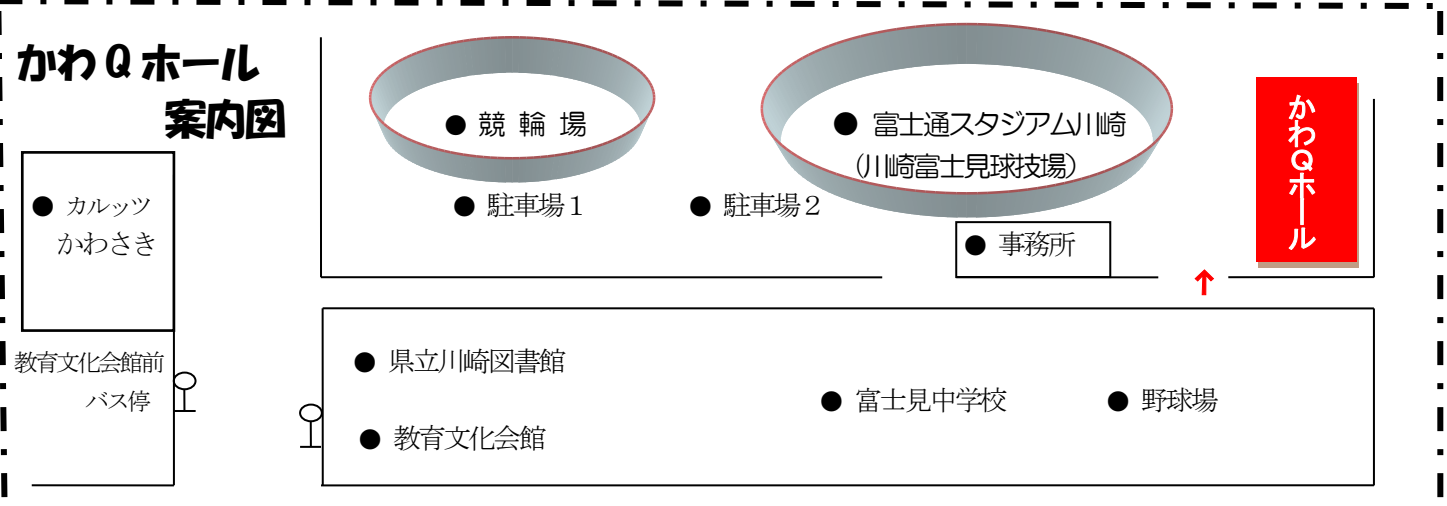 かわQホール
案内図
● 競 輪 場
● 富士通スタジアム川崎
(川崎富士見球技場)
かわQホール
● カルッツ
かわさき
● 駐車場1
● 駐車場2
● 事務所
↑
教育文化会館前
バス停
● 県立川崎図書館
● 教育文化会館
● 富士見中学校
● 野球場